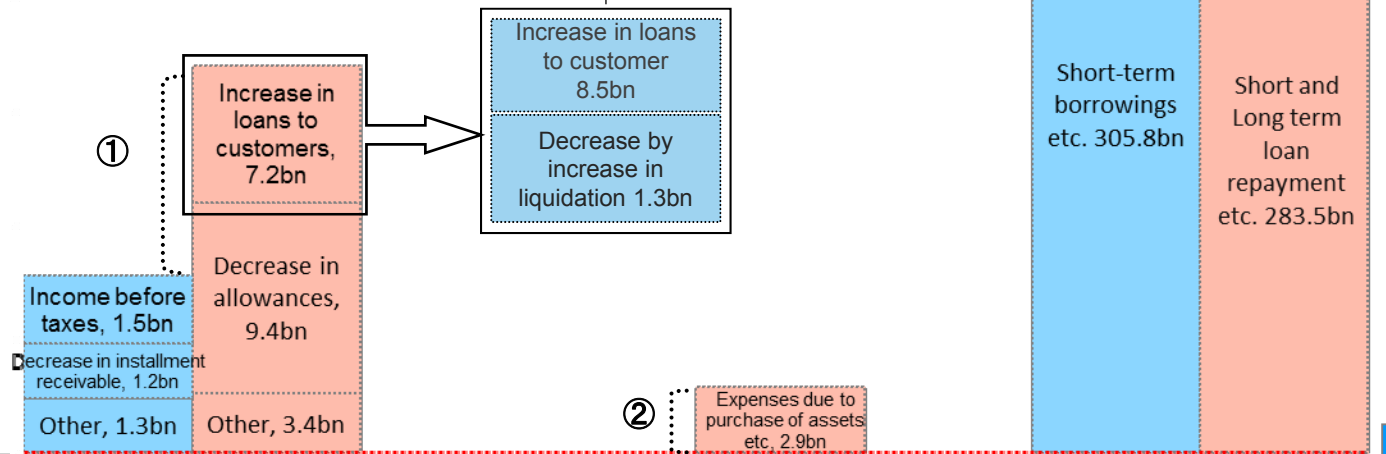 Increase in loans
to customer
8.5bn
Decrease by
increase in
liquidation 1.3bn
①
Increase in
loans to
customers,
7.2bn
Decrease in
allowances,
9.4bn
Other, 3.4bn
Income before
taxes, 1.5bn
Decrease in installment
receivable, 1.2bn
Other, 1.3bn
②
Expenses due to
purchase of assets
etc, 2.9bn
Short-term
borrowings
etc. 305.8bn
Short and
Long term
loan
repayment
etc. 283.5bn